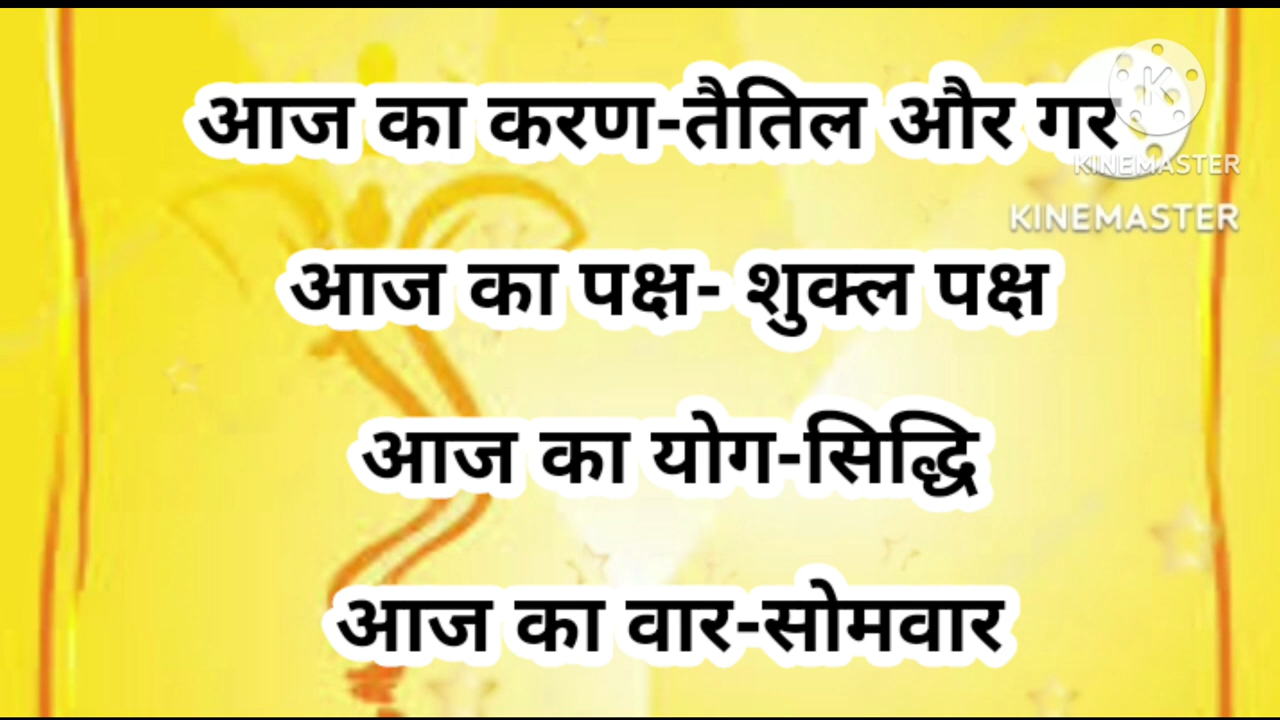 आज का करण-तैतिल और गर
KINEMASTER
KINEMASTER
आज का पक्ष- शुक्ल पक्ष
आज का योग-सिद्धि
आज का वार-सोमवार